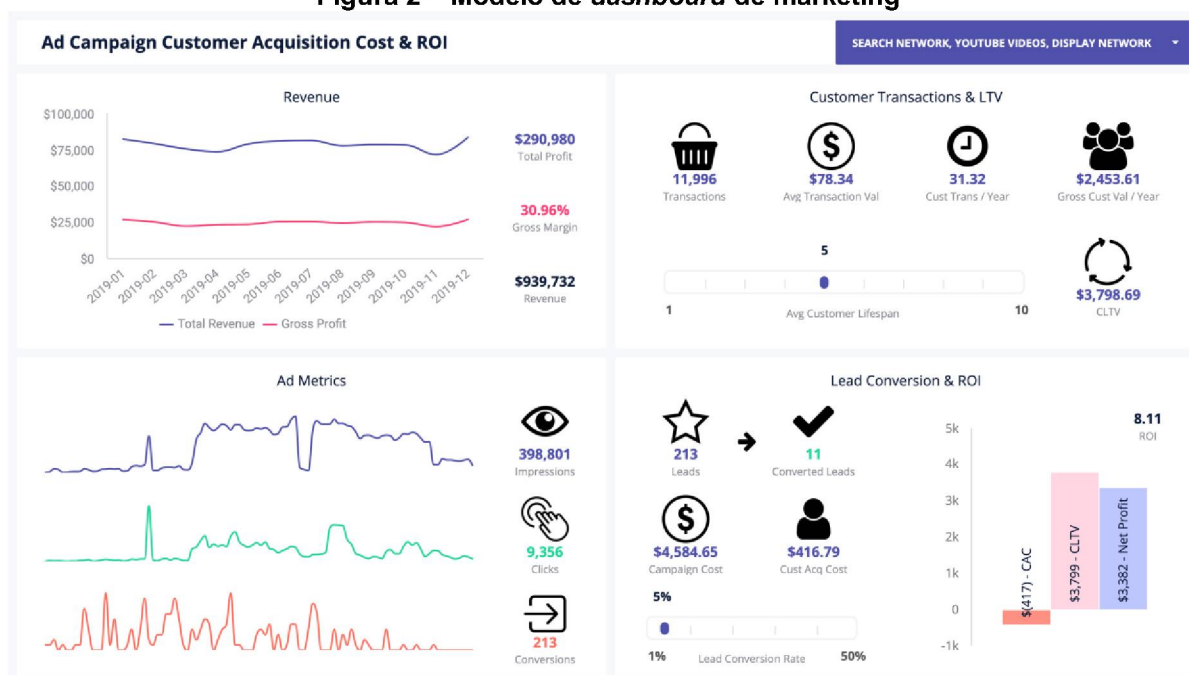 Figura 2 – Modelo de dashboard de marketing
Ad Campaign Customer Acquisition Cost & ROI
SEARCH NETWORK, YOUTUBE VIDEOS, DISPLAY NETWORK
Revenue
$100,000
$75,000
$50,000
$25,000
$0
2019-01
2019-02
2019-03
2019-04
2019-05
2019-06
2019-07
2019-08
2019-09
2019-10
2019-11
2019-12
Total Revenue
Gross Profit
$290,980
Total Profit
30.96%
Gross Margin
$939,732
Revenue
Customer Transactions & LTV
11,996
Transactions
$78.34
Avg Transaction Val
31.32
Cust Trans / Year
$2,453.61
Gross Cust Val / Year
5
1
Avg Customer Lifespan
10
$3,798.69
CLTV
Ad Metrics
398,801
Impressions
9,356
Clicks
213
Conversions
Lead Conversion & ROI
213
Leads
11
Converted Leads
$4,584.65
Campaign Cost
$416.79
Cust Acq Cost
5%
1%
Lead Conversion Rate
50%
8.11
ROI
5k
4k
3k
2k
1k
0
-1k
$(417) - CAC
$3,799 - CLTV
$3,382 - Net Profit